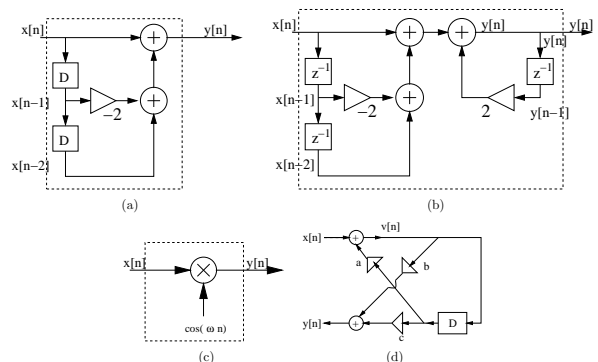 x[n]
y[n]
D
x[n−1]
−2
D
x[n−2]
(a)
x[n]
y[n]
y[n]
y[n]
z⁻¹
z⁻¹
x[n−1]
−2
2
y[n−1]
z⁻¹
x[n−2]
(b)
x[n]
y[n]
cos( ω n)
(c)
x[n]
v[n]
a
b
y[n]
c
D
(d)